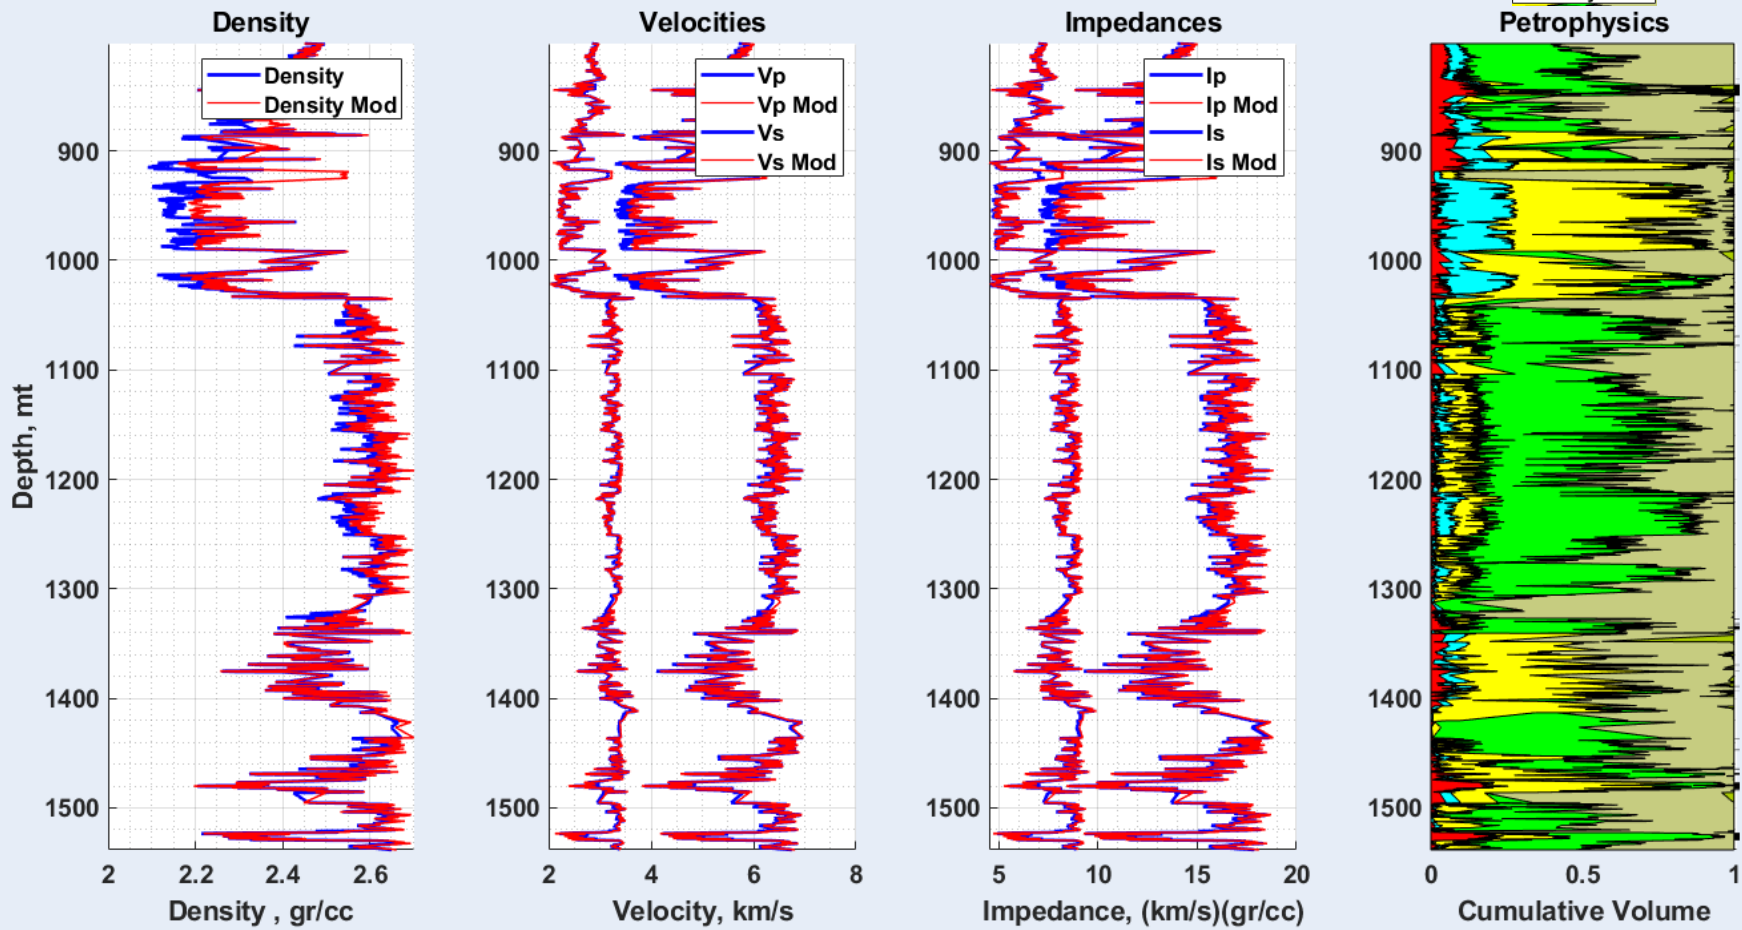 Density
Velocities
Impedances
Petrophysics
Density
Density Mod
Vp
Vp Mod
Vs
Vs Mod
Ip
Ip Mod
Is
Is Mod
Depth, mt
900
1000
1100
1200
1300
1400
1500
2
2.2
2.4
2.6
Density , gr/cc
900
1000
1100
1200
1300
1400
1500
2
4
6
8
Velocity, km/s
900
1000
1100
1200
1300
1400
1500
5
10
15
20
Impedance, (km/s)(gr/cc)
900
1000
1100
1200
1300
1400
1500
0
0.5
1
Cumulative Volume